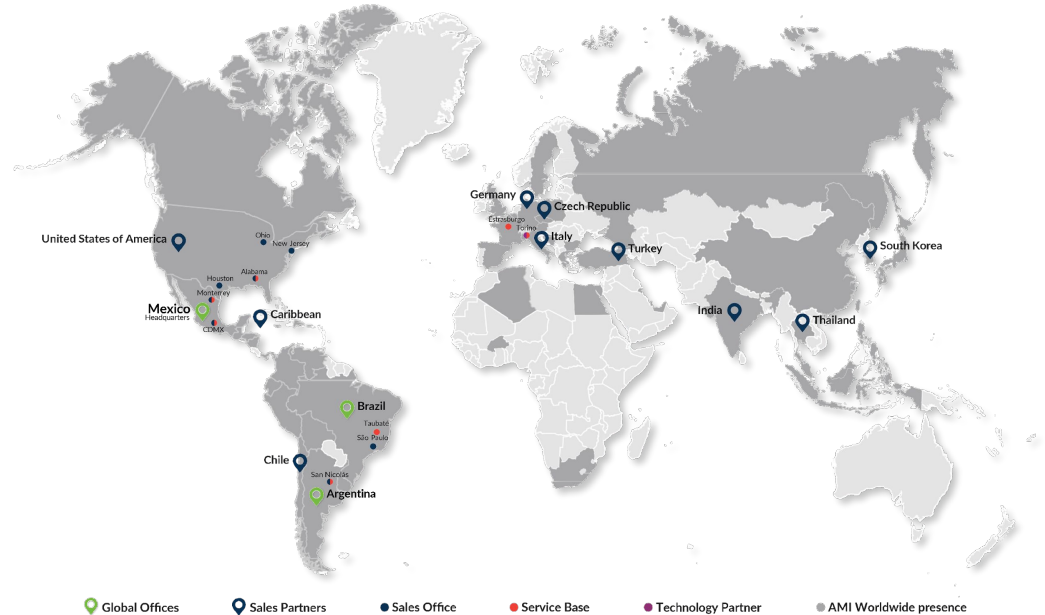 Germany
Czech Republic
Estrasburgo
Torino
Italy
Turkey
South Korea
United States of America
Ohio
New Jersey
Alabama
Houston
Monterrey
Mexico
Headquarters
CDMX
Caribbean
India
Thailand
Brazil
Taubaté
São Paulo
Chile
San Nicolás
Argentina
Global Offices
Sales Partners
Sales Office
Service Base
Technology Partner
AMI Worldwide presence